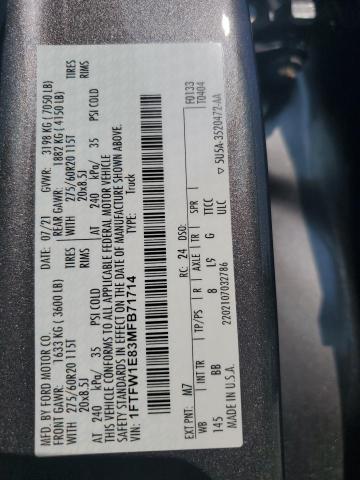 MFD. BY FORD MOTOR CO.
DATE: 07/21 GVWR: 3198 KG (7050 LB)
FRONT GAWR: 1633 KG (3600 LB) REAR GAWR: 1882 KG (4150 LB)
WITH 275/60R20 115T TIRES WITH 275/60R20 115T TIRES
20x8.5J RIMS 20x8.5J RIMS
AT 240 kPa/ 35 PSI COLD AT 240 kPa/ 35 PSI COLD
THIS VEHICLE CONFORMS TO ALL APPLICABLE FEDERAL MOTOR VEHICLE
SAFETY STANDARDS IN EFFECT ON THE DATE OF MANUFACTURE SHOWN ABOVE.
1FTFW1E83MFB71714 Truck
F0133
T0404
EXT PNT: M7 RC: 24 DSO:
WB INT TR TP/PS R AXLE TR SPR
145 BB 8 L9 G TTCC
ULC
MADE IN U.S.A. 2202107032786
5U5A-3520472-AA